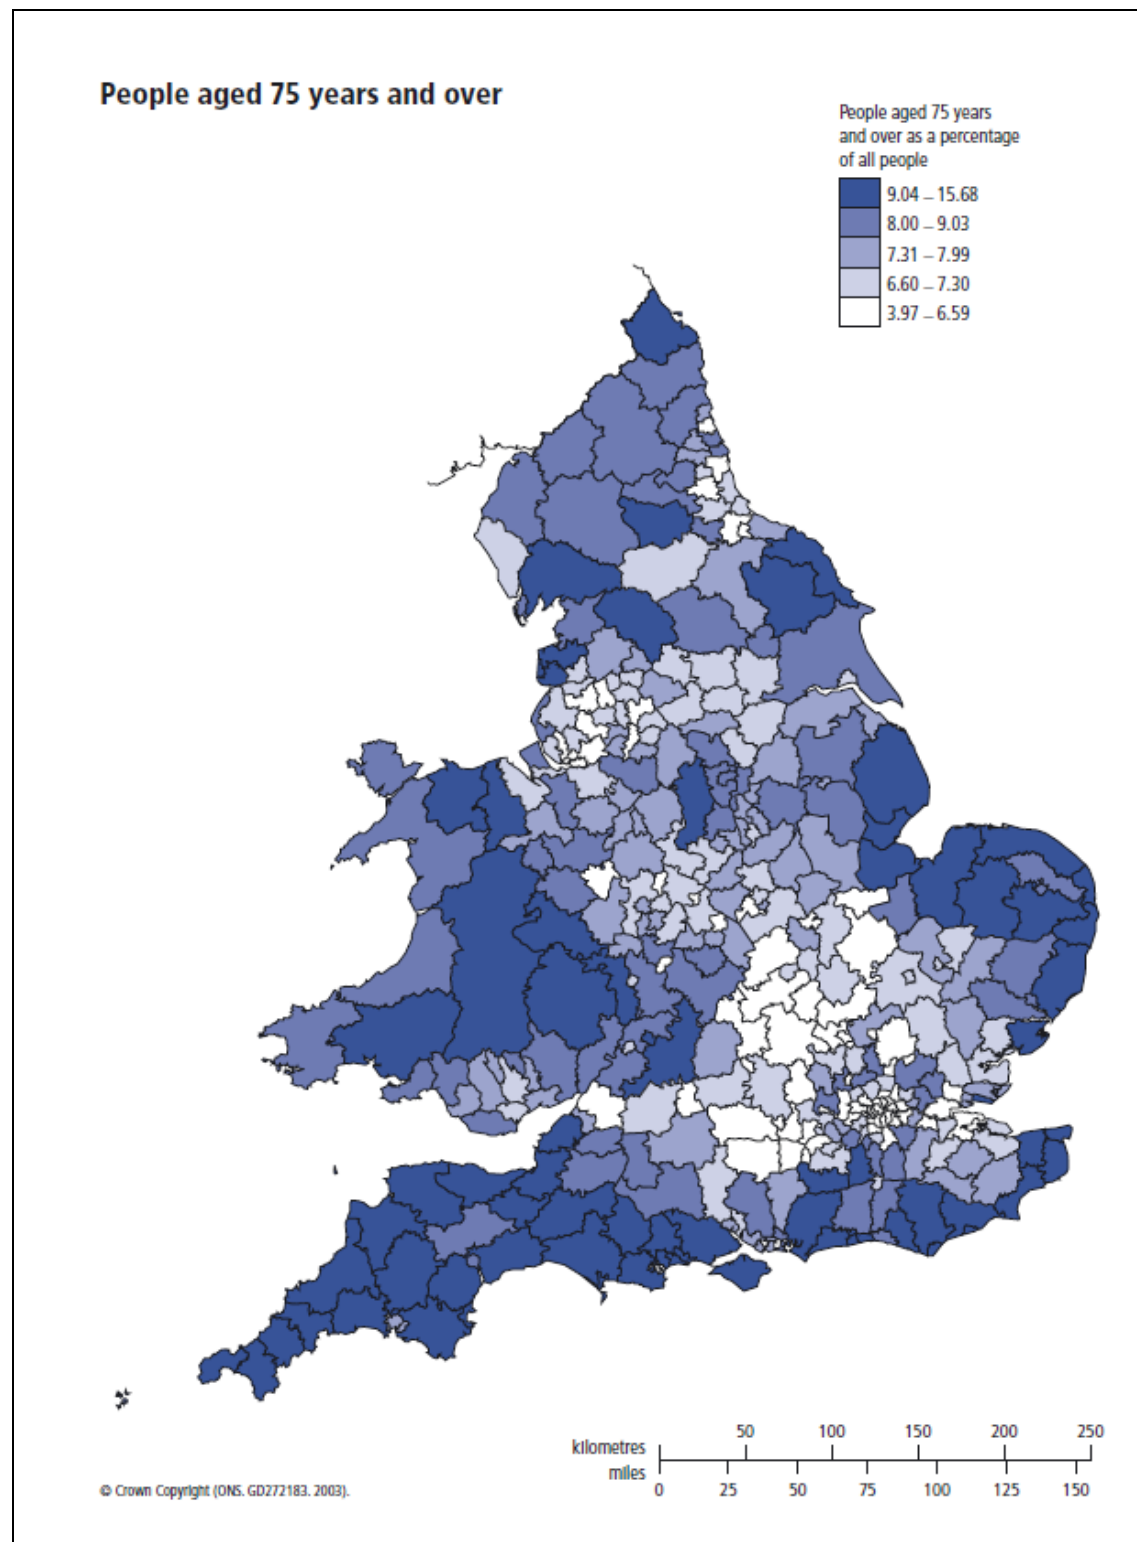 People aged 75 years and over
People aged 75 years
and over as a percentage
of all people
9.04 – 15.68
8.00 – 9.03
7.31 – 7.99
6.60 – 7.30
3.97 – 6.59
50 100 150 200 250
kilometres
miles
0 25 50 75 100 125 150
© Crown Copyright (ONS. GD272183. 2003).